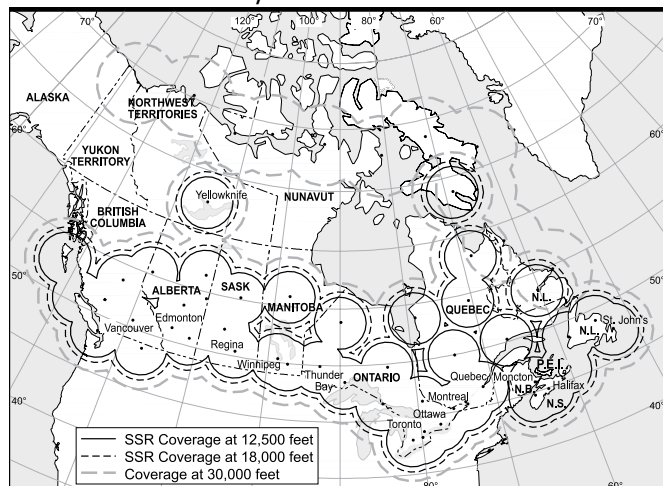 70°
120°
100°
80°
60°
70°
ALASKA
NORTHWEST
TERRITORIES
60°
60°
YUKON
TERRITORY
Yellowknife
NUNAVUT
BRITISH
COLUMBIA
50°
50°
ALBERTA
SASK
MANITOBA
QUEBEC
N.L.
St. John's
N.L.
Vancouver
Edmonton
Regina
Winnipeg
Thunder
Bay
ONTARIO
Quebec
Moncton
P.E.I.
N.B.
Halifax
N.S.
Montreal
Ottawa
Toronto
40°
40°
SSR Coverage at 12,500 feet
SSR Coverage at 18,000 feet
Coverage at 30,000 feet